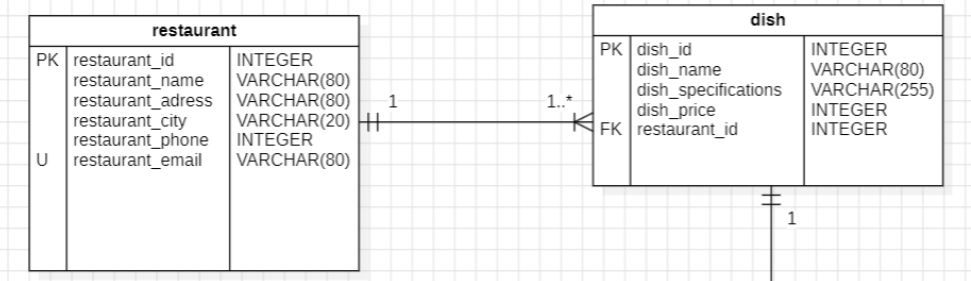 restaurant
PK restaurant_id INTEGER
restaurant_name VARCHAR(80)
restaurant_adress VARCHAR(80)
restaurant_city VARCHAR(20)
restaurant_phone INTEGER
U restaurant_email VARCHAR(80)
1 1..*
dish
PK dish_id INTEGER
dish_name VARCHAR(80)
dish_specifications VARCHAR(255)
dish_price INTEGER
FK restaurant_id INTEGER
1